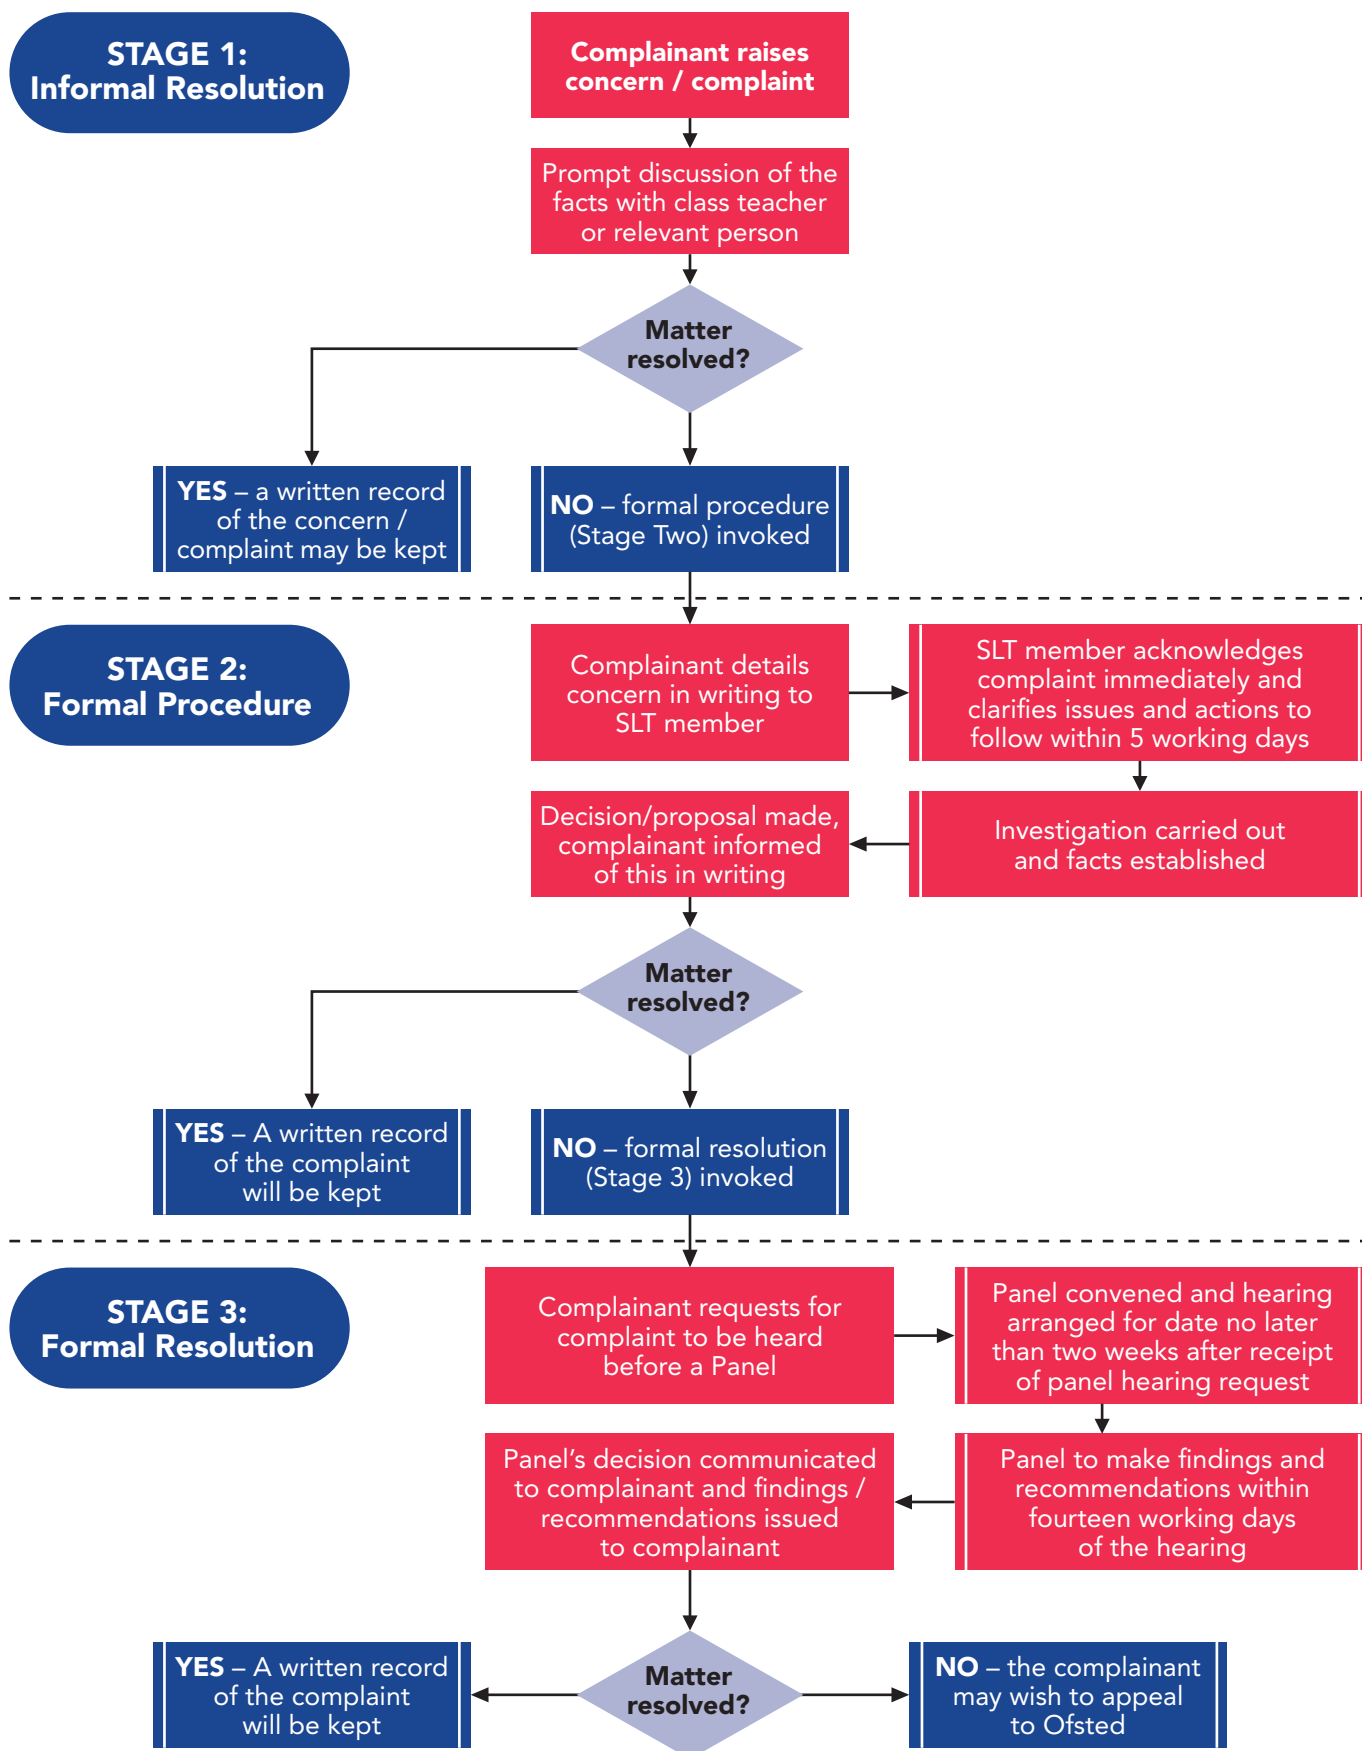 STAGE 1:
Informal Resolution
Complainant raises
concern / complaint
Prompt discussion of the
facts with class teacher
or relevant person
Matter
resolved?
YES – a written record
of the concern /
complaint may be kept
NO – formal procedure
(Stage Two) invoked
STAGE 2:
Formal Procedure
Complainant details
concern in writing to
SLT member
SLT member acknowledges
complaint immediately and
clarifies issues and actions to
follow within 5 working days
Investigation carried out
and facts established
Decision/proposal made,
complainant informed
of this in writing
Matter
resolved?
YES – A written record
of the complaint
will be kept
NO – formal resolution
(Stage 3) invoked
STAGE 3:
Formal Resolution
Complainant requests for
complaint to be heard
before a Panel
Panel convened and hearing
arranged for date no later
than two weeks after receipt
of panel hearing request
Panel to make findings and
recommendations within
fourteen working days
of the hearing
Panel's decision communicated
to complainant and findings /
recommendations issued
to complainant
Matter
resolved?
YES – A written record
of the complaint
will be kept
NO – the complainant
may wish to appeal
to Ofsted